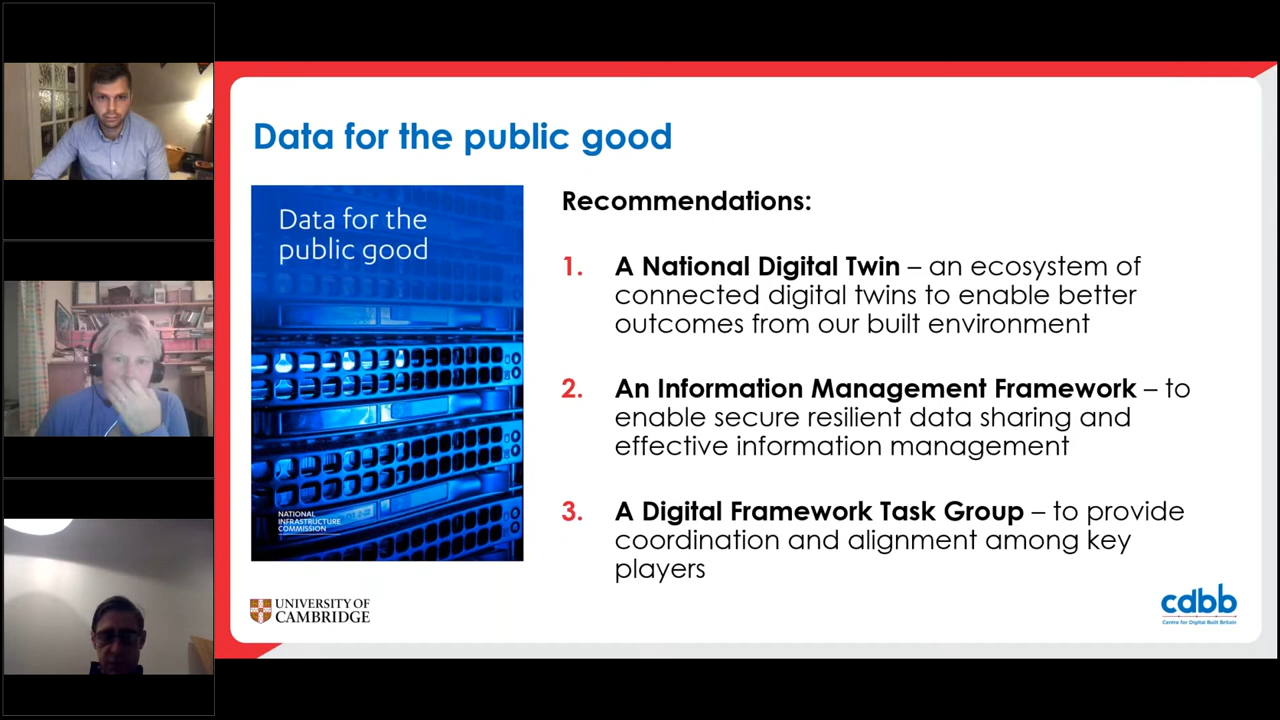 Data for the public good
Data for the
public good
NATIONAL
INFRASTRUCTURE
COMMISSION
Recommendations:
1. A National Digital Twin – an ecosystem of
connected digital twins to enable better
outcomes from our built environment
2. An Information Management Framework – to
enable secure resilient data sharing and
effective information management
3. A Digital Framework Task Group – to provide
coordination and alignment among key
players
UNIVERSITY OF
CAMBRIDGE
cdbb
Centre for Digital Built Britain